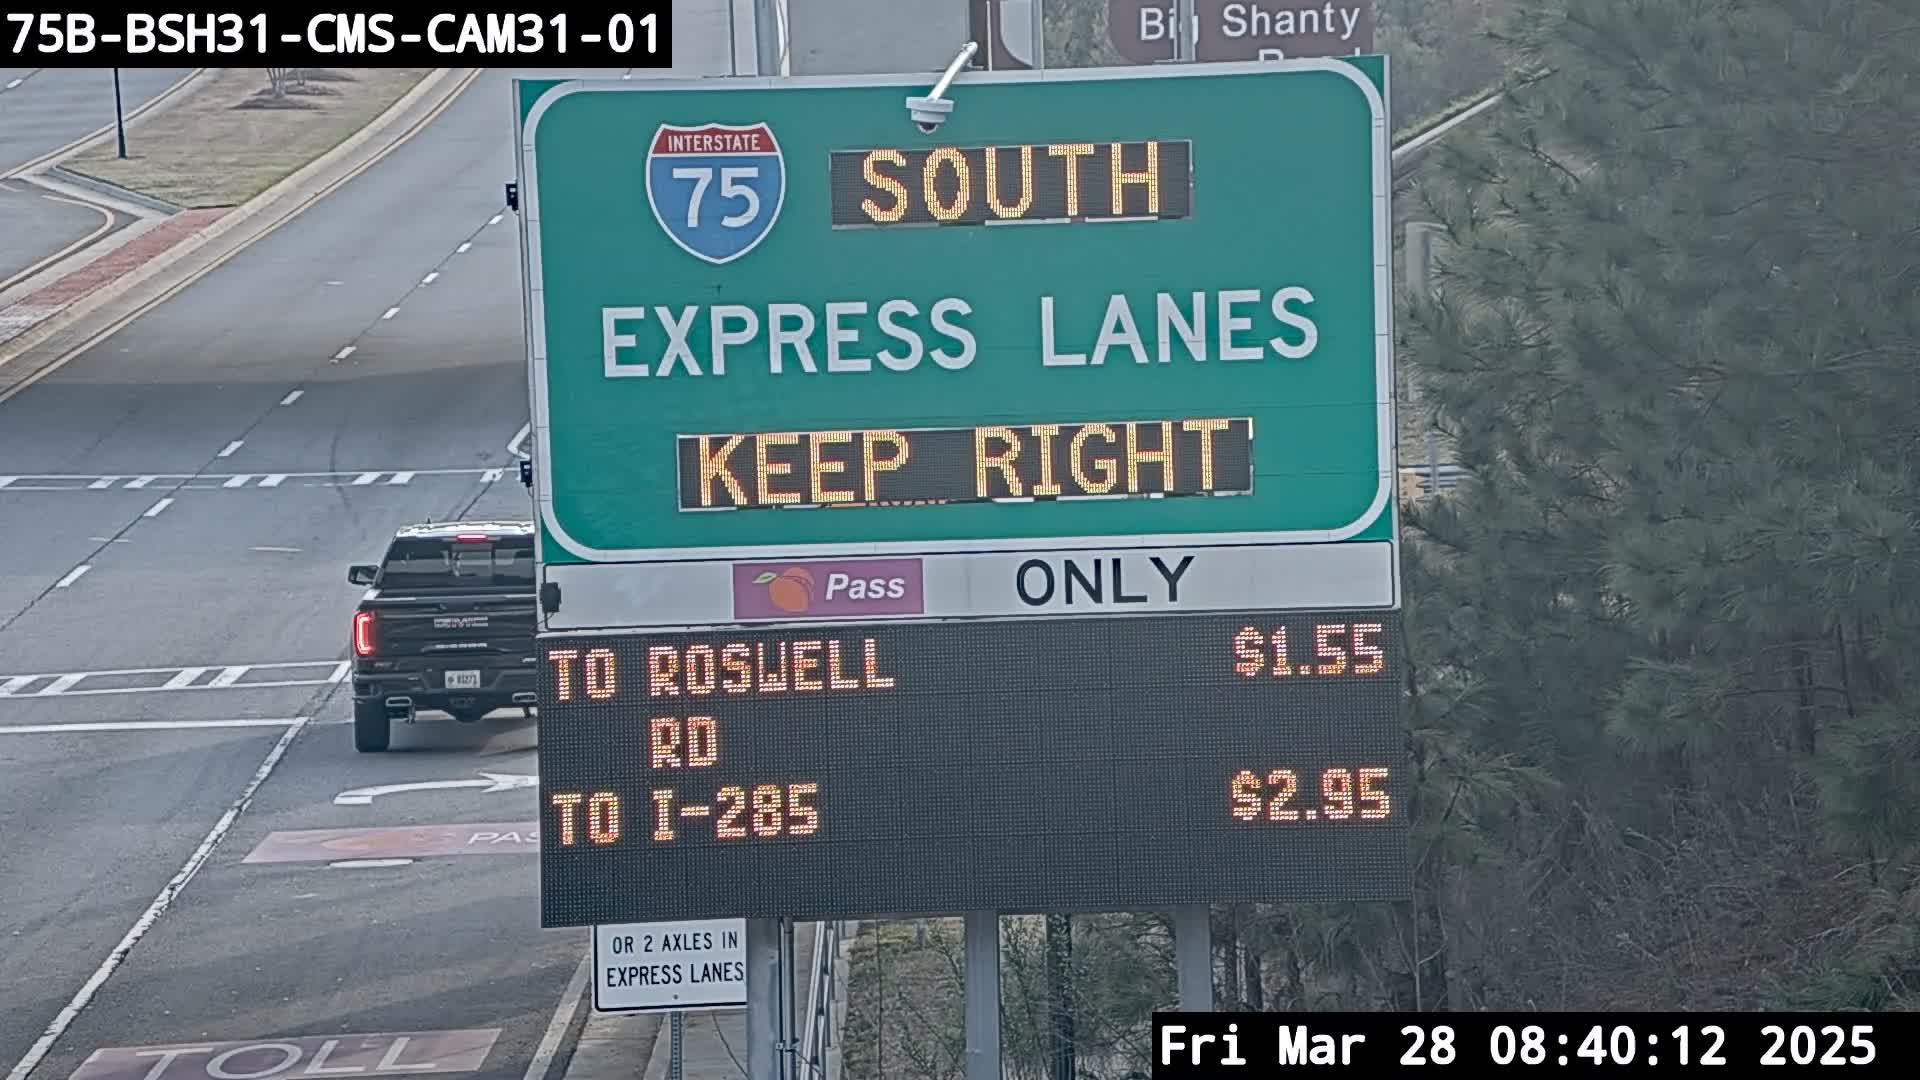 75B-BSH31-CMS-CAM31-01
Big Shanty
INTERSTATE
75
SOUTH
EXPRESS LANES
KEEP RIGHT
Pass
ONLY
TO ROSWELL $1.55
RD
TO I-285 $2.95
GMC
OR 2 AXLES IN
EXPRESS LANES
TOLL
Fri Mar 28 08:40:12 2025